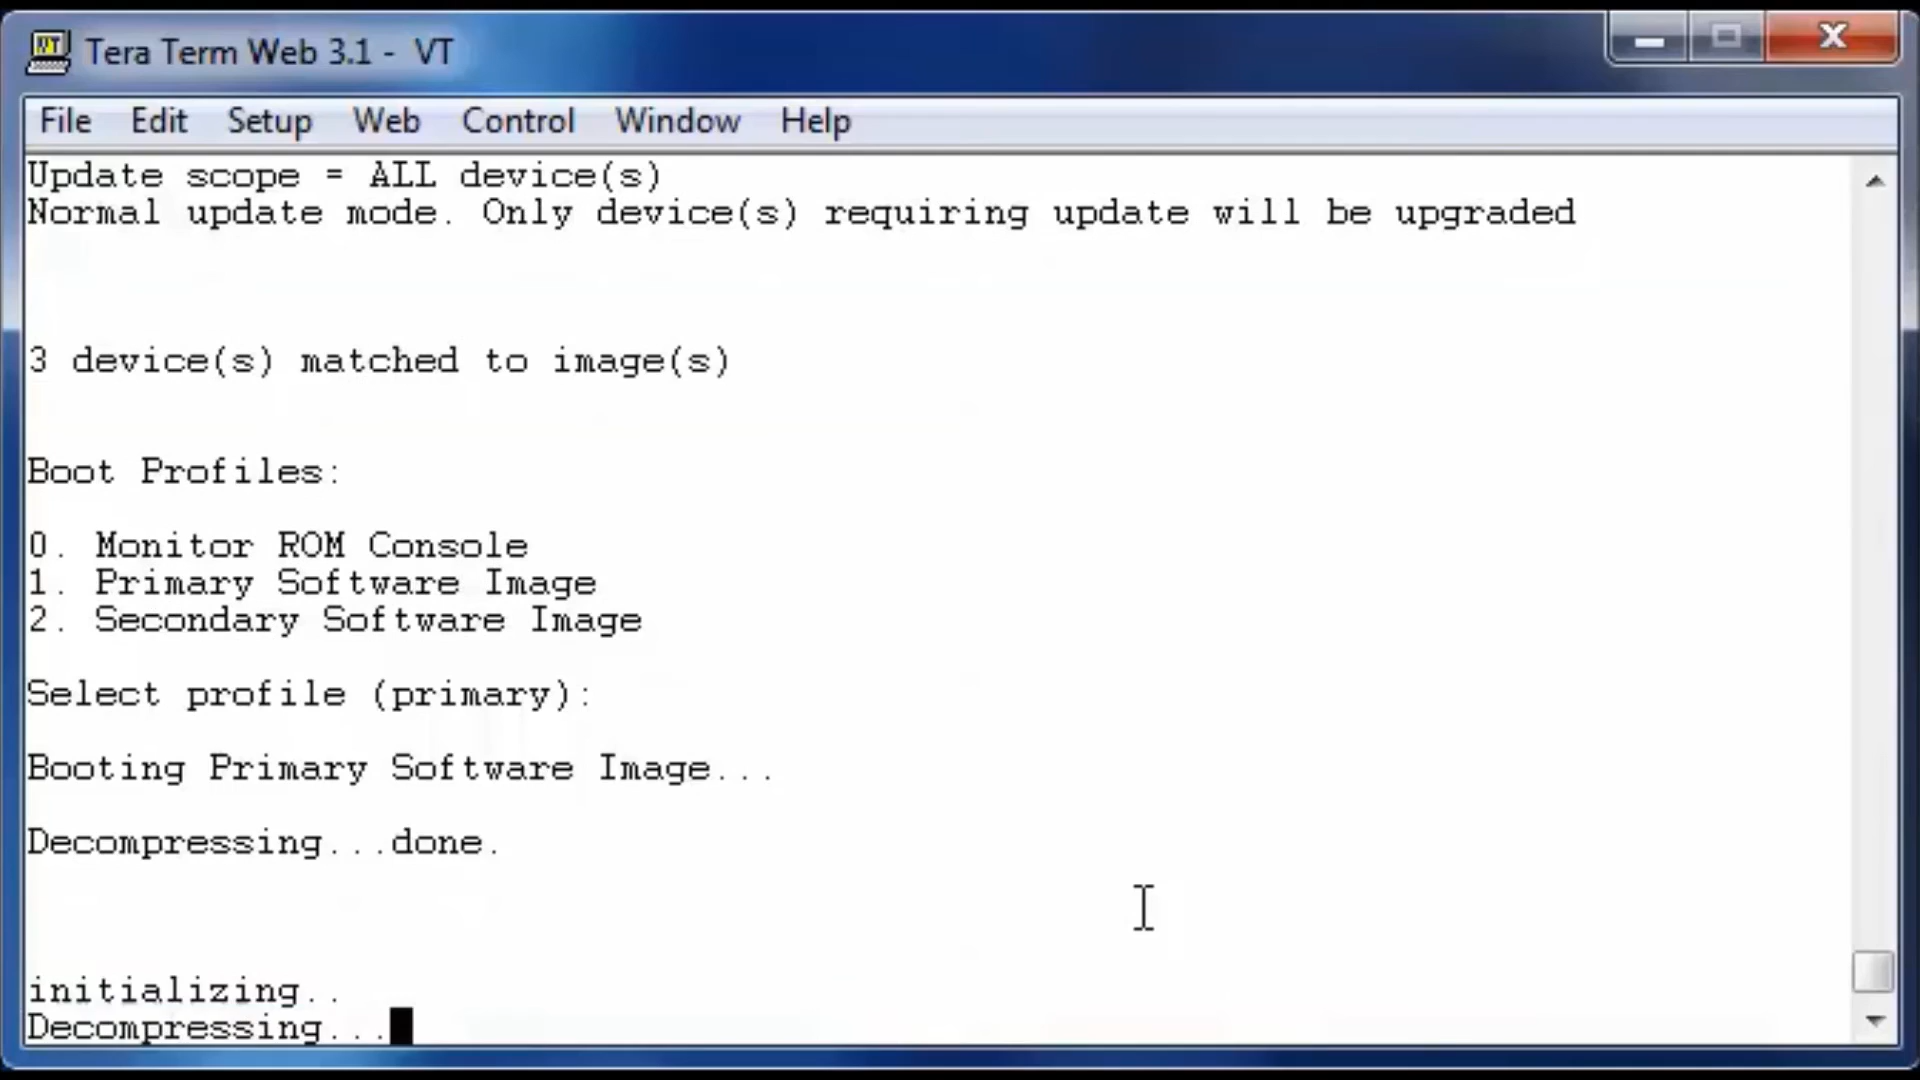 Tera Term Web 3.1 - VT
File Edit Setup Web Control Window Help
Update scope = ALL device(s)
Normal update mode. Only device(s) requiring update will be upgraded
3 device(s) matched to image(s)
Boot Profiles:
0. Monitor ROM Console
1. Primary Software Image
2. Secondary Software Image
Select profile (primary):
Booting Primary Software Image...
Decompressing...done.
initializing..
Decompressing...